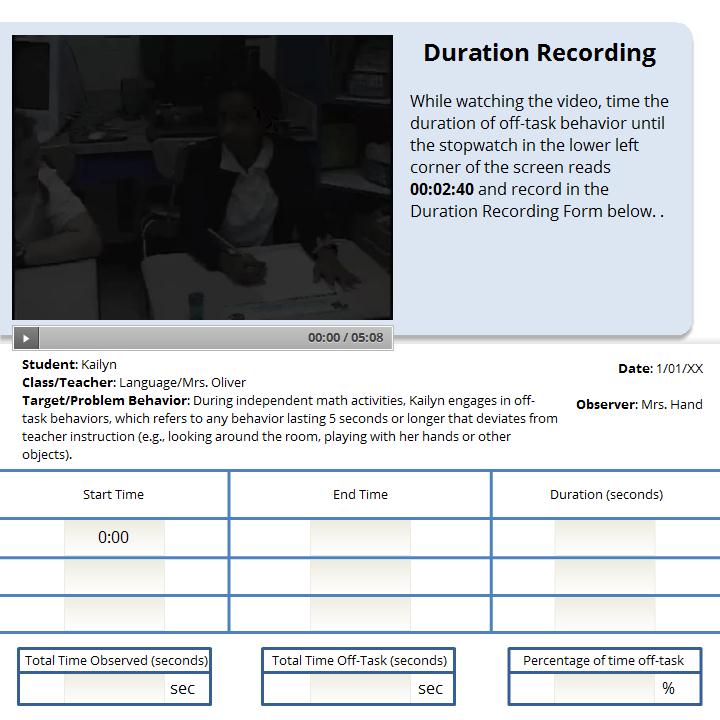 Duration Recording
While watching the video, time the
duration of off-task behavior until
the stopwatch in the lower left
corner of the screen reads
00:02:40 and record in the
Duration Recording Form below. .
00:00 / 05:08
Student: Kailyn
Class/Teacher: Language/Mrs. Oliver
Target/Problem Behavior: During independent math activities, Kailyn engages in off-
task behaviors, which refers to any behavior lasting 5 seconds or longer that deviates from
teacher instruction (e.g., looking around the room, playing with her hands or other
objects).
Date: 1/01/XX
Observer: Mrs. Hand
Start Time End Time Duration (seconds)
0:00
Total Time Observed (seconds) Total Time Off-Task (seconds) Percentage of time off-task
sec sec %